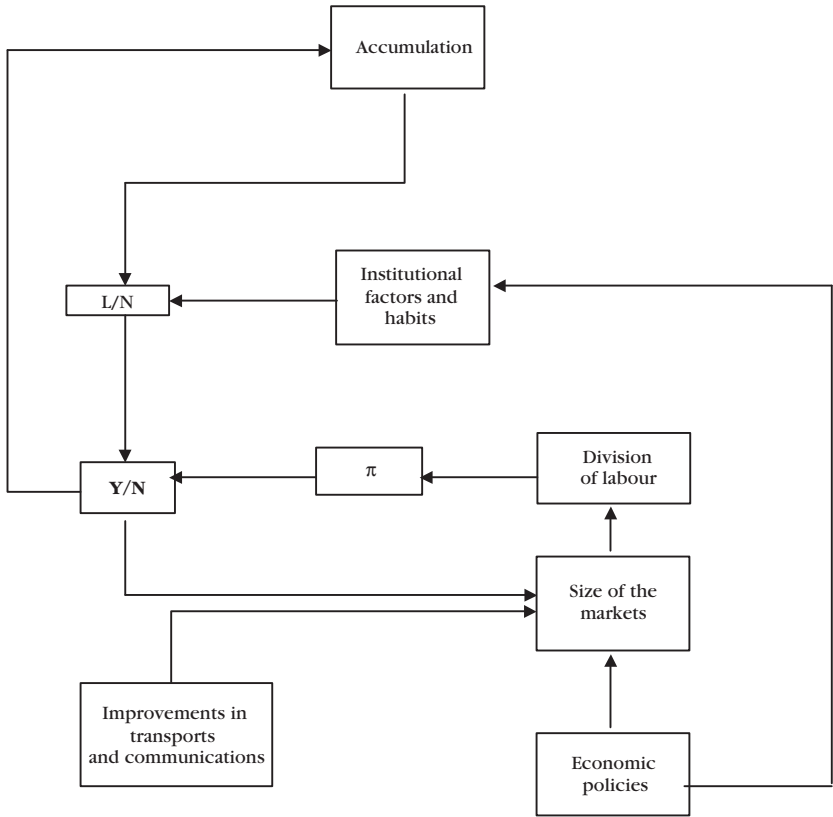 Accumulation
Institutional
factors and
habits
L/N
Division
of labour
π
Y/N
Size of the
markets
Improvements in
transports
and communications
Economic
policies